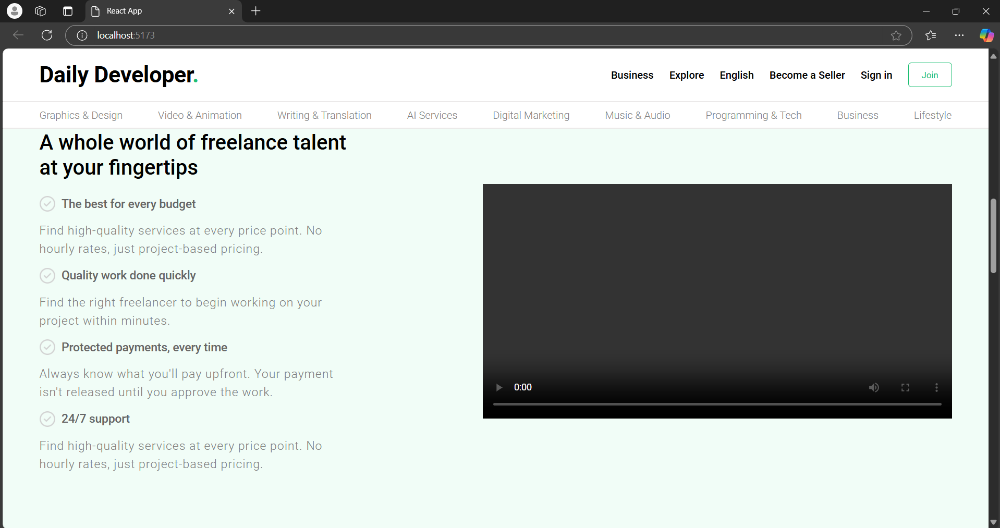 React App
localhost:5173
Daily Developer.
Business
Explore
English
Become a Seller
Sign in
Join
Graphics & Design
Video & Animation
Writing & Translation
AI Services
Digital Marketing
Music & Audio
Programming & Tech
Business
Lifestyle
A whole world of freelance talent
at your fingertips
The best for every budget
Find high-quality services at every price point. No
hourly rates, just project-based pricing.
Quality work done quickly
Find the right freelancer to begin working on your
project within minutes.
Protected payments, every time
Always know what you'll pay upfront. Your payment
isn't released until you approve the work.
24/7 support
Find high-quality services at every price point. No
hourly rates, just project-based pricing.
0:00